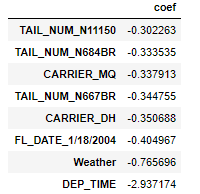 coef
TAIL_NUM_N11150 -0.302263
TAIL_NUM_N684BR -0.333535
CARRIER_MQ -0.337913
TAIL_NUM_N667BR -0.344755
CARRIER_DH -0.350688
FL_DATE_1/18/2004 -0.404967
Weather -0.765696
DEP_TIME -2.937174